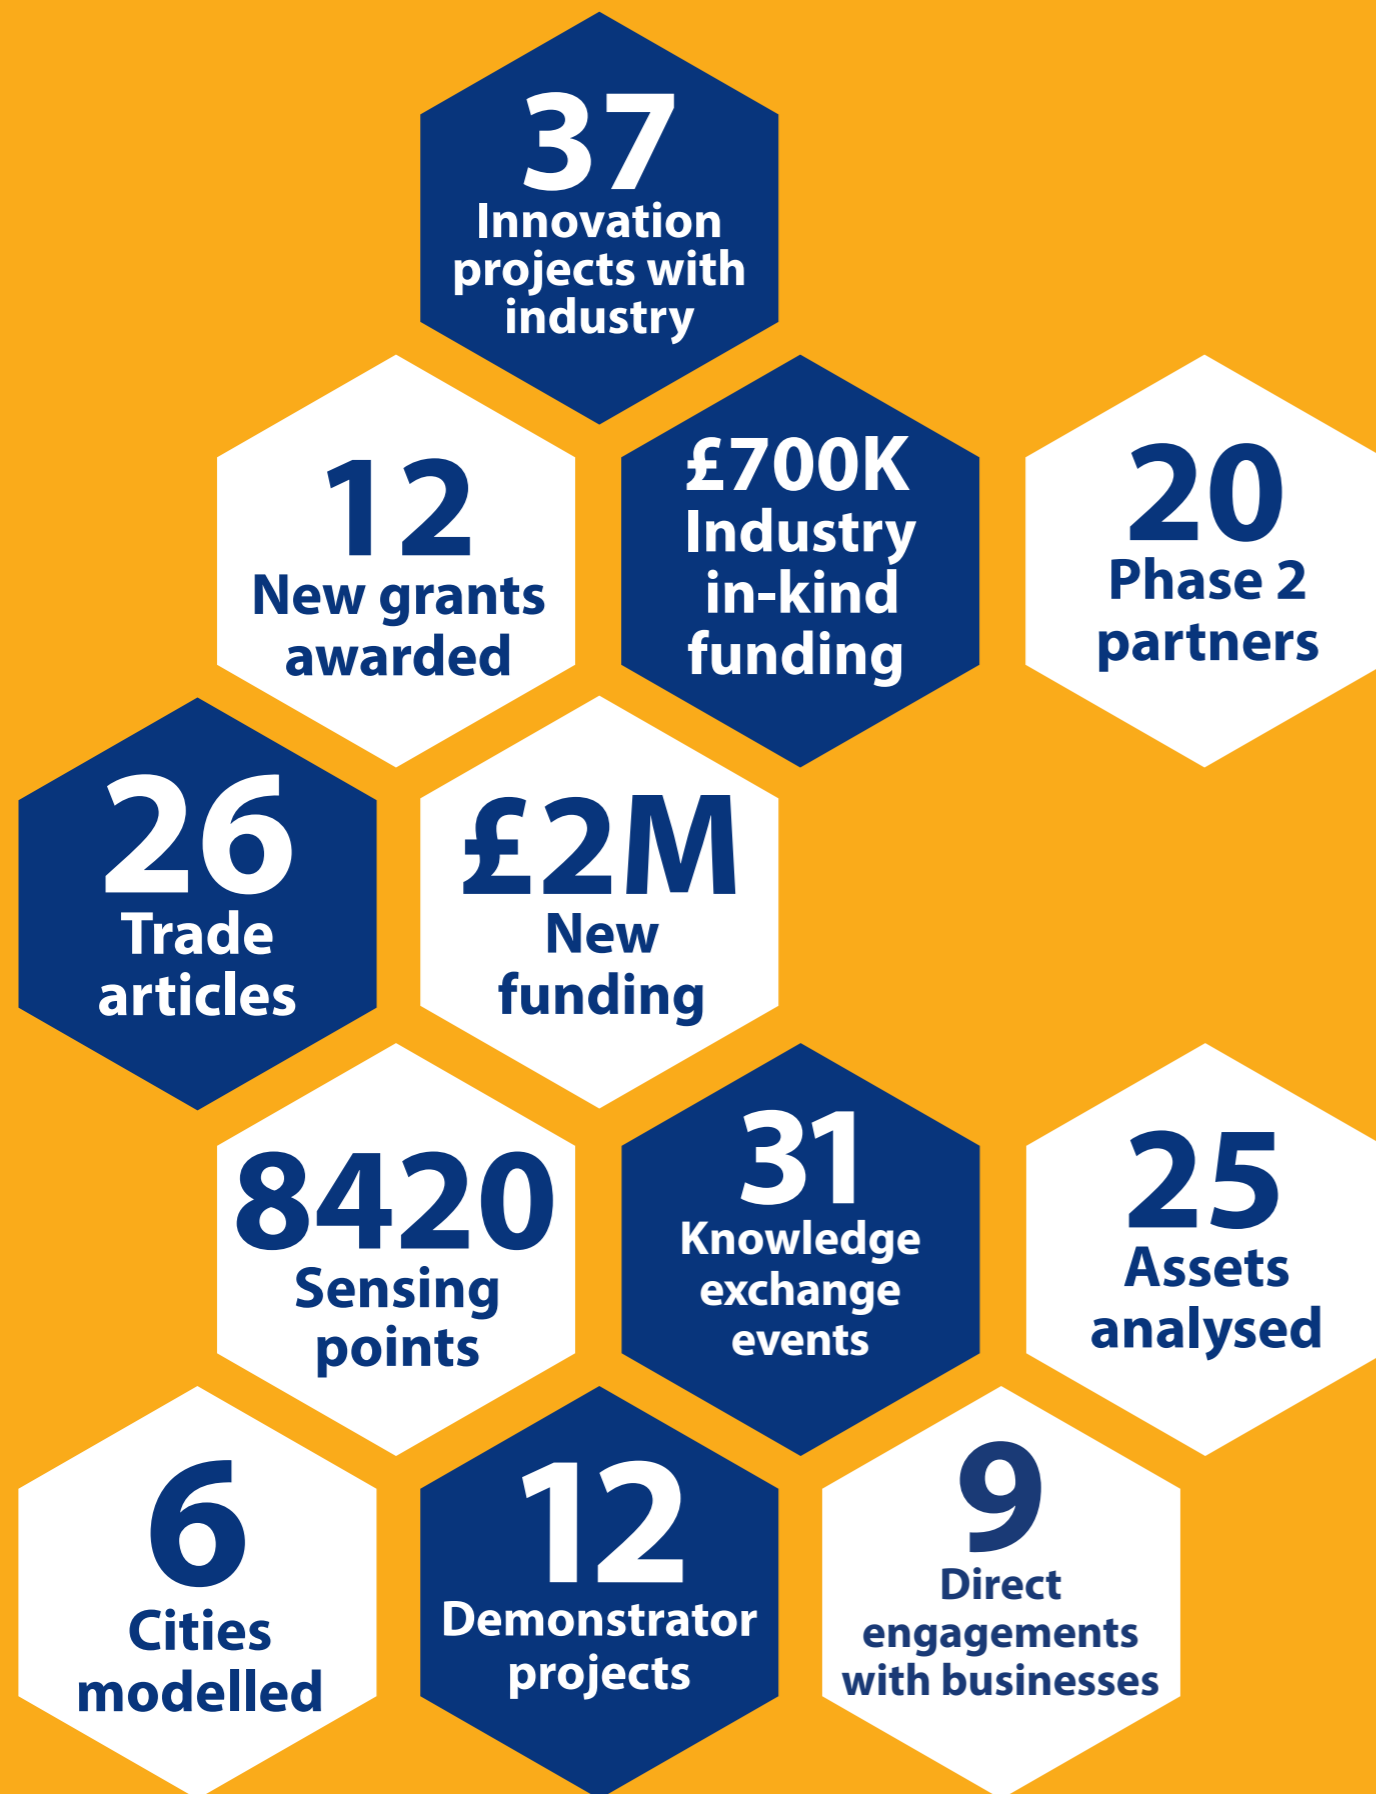 37
Innovation
projects with
industry
12
New grants
awarded
£700K
Industry
in-kind
funding
20
Phase 2
partners
26
Trade
articles
£2M
New
funding
8420
Sensing
points
31
Knowledge
exchange
events
25
Assets
analysed
6
Cities
modelled
12
Demonstrator
projects
9
Direct
engagements
with businesses